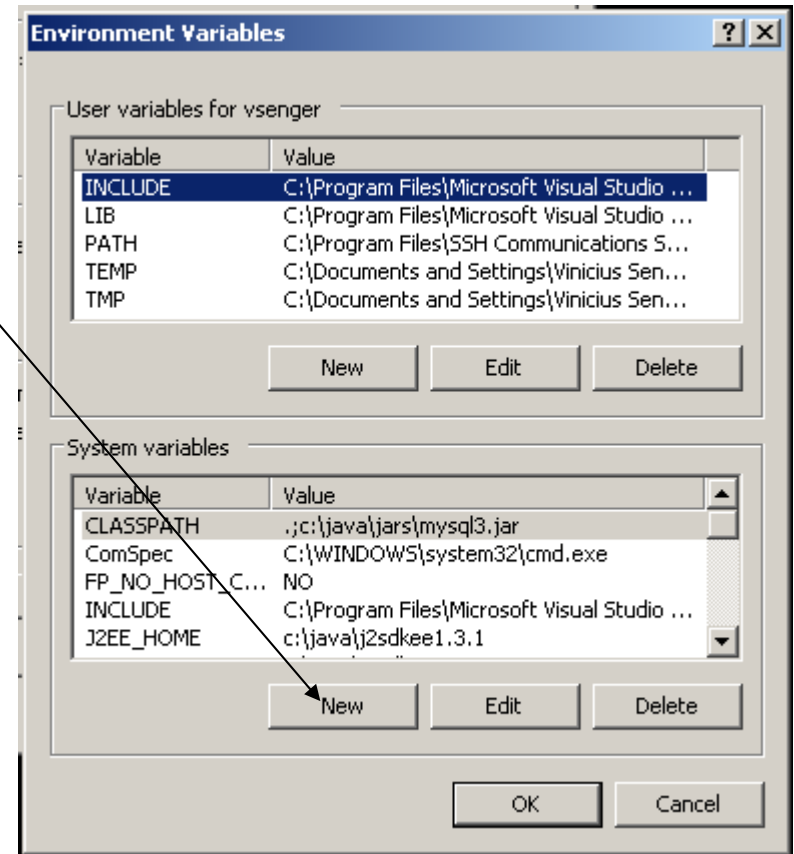 Environment Variables
User variables for vsenger
Variable Value
INCLUDE C:\Program Files\Microsoft Visual Studio ...
LIB C:\Program Files\Microsoft Visual Studio ...
PATH C:\Program Files\SSH Communications S...
TEMP C:\Documents and Settings\Vinicius Sen...
TMP C:\Documents and Settings\Vinicius Sen...
New Edit Delete
System variables
Variable Value
CLASSPATH .;c:\java\jars\mysql3.jar
ComSpec C:\WINDOWS\system32\cmd.exe
FP_NO_HOST_C... NO
INCLUDE C:\Program Files\Microsoft Visual Studio ...
J2EE_HOME c:\java\j2sdkee1.3.1
New Edit Delete
OK Cancel